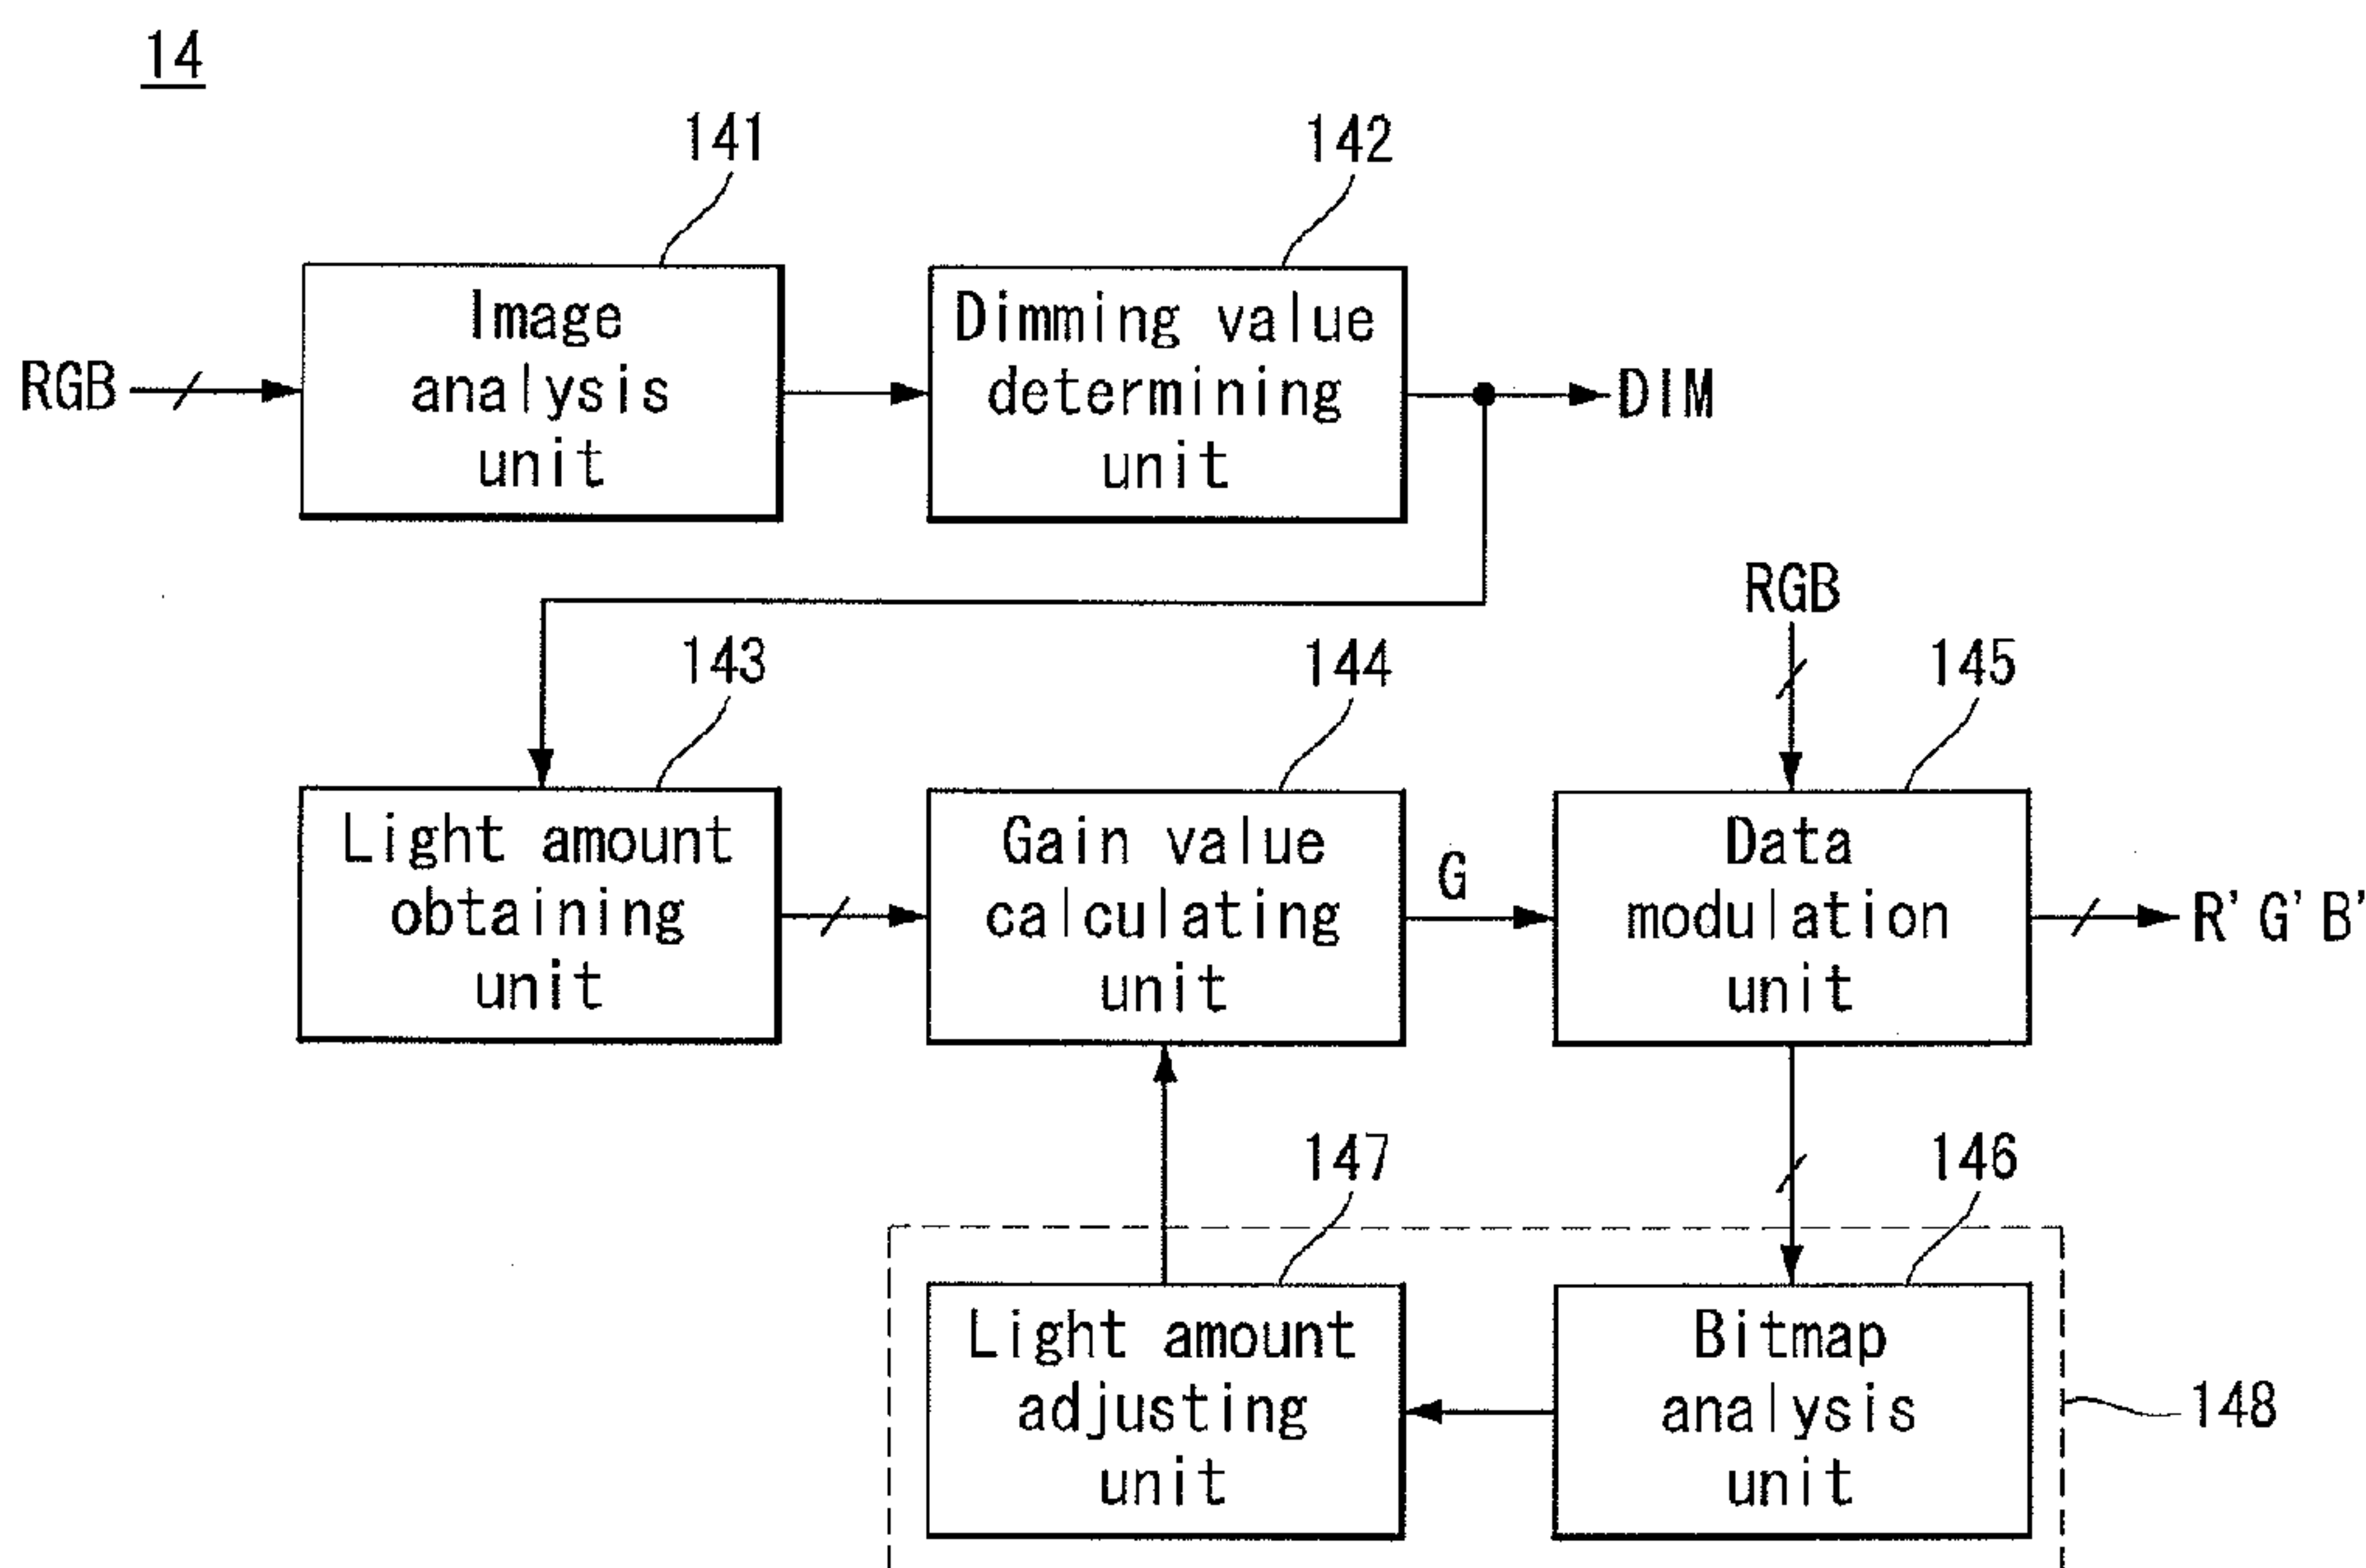 14
141
142
RGB
Image
analysis
unit
Dimming value
determining
unit
DIM
RGB
143
144
145
Light amount
obtaining
unit
Gain value
calculating
unit
G
Data
modulation
unit
R'G'B'
147
146
Light amount
adjusting
unit
Bitmap
analysis
unit
148